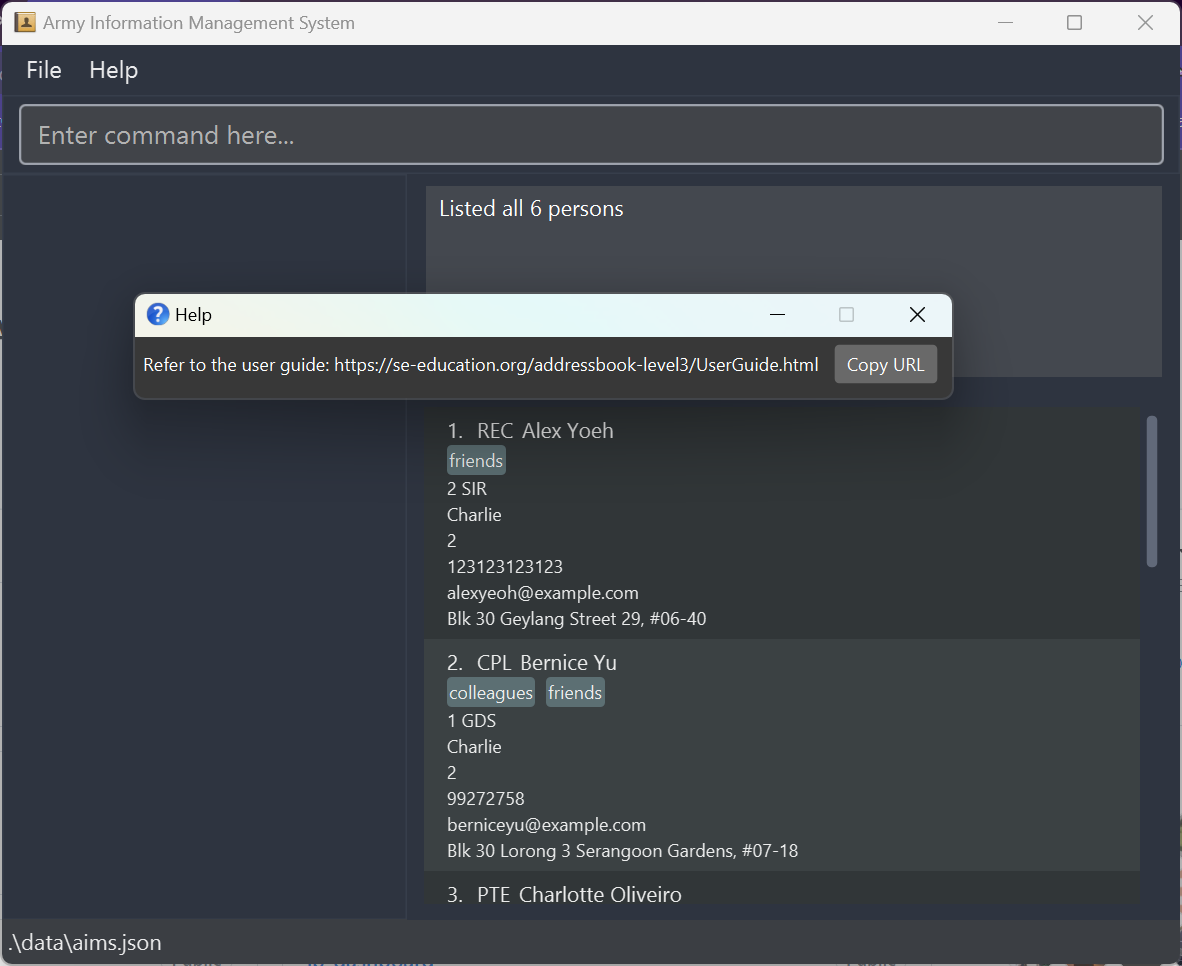 Army Information Management System
File Help
Enter command here...
Listed all 6 persons
Help
Refer to the user guide: https://se-education.org/addressbook-level3/UserGuide.html Copy URL
1. REC Alex Yoeh
friends
2 SIR
Charlie
2
123123123123
alexyeoh@example.com
Blk 30 Geylang Street 29, #06-40
2. CPL Bernice Yu
colleagues friends
1 GDS
Charlie
2
99272758
berniceyu@example.com
Blk 30 Lorong 3 Serangoon Gardens, #07-18
3. PTE Charlotte Oliveiro
.\data\aims.json